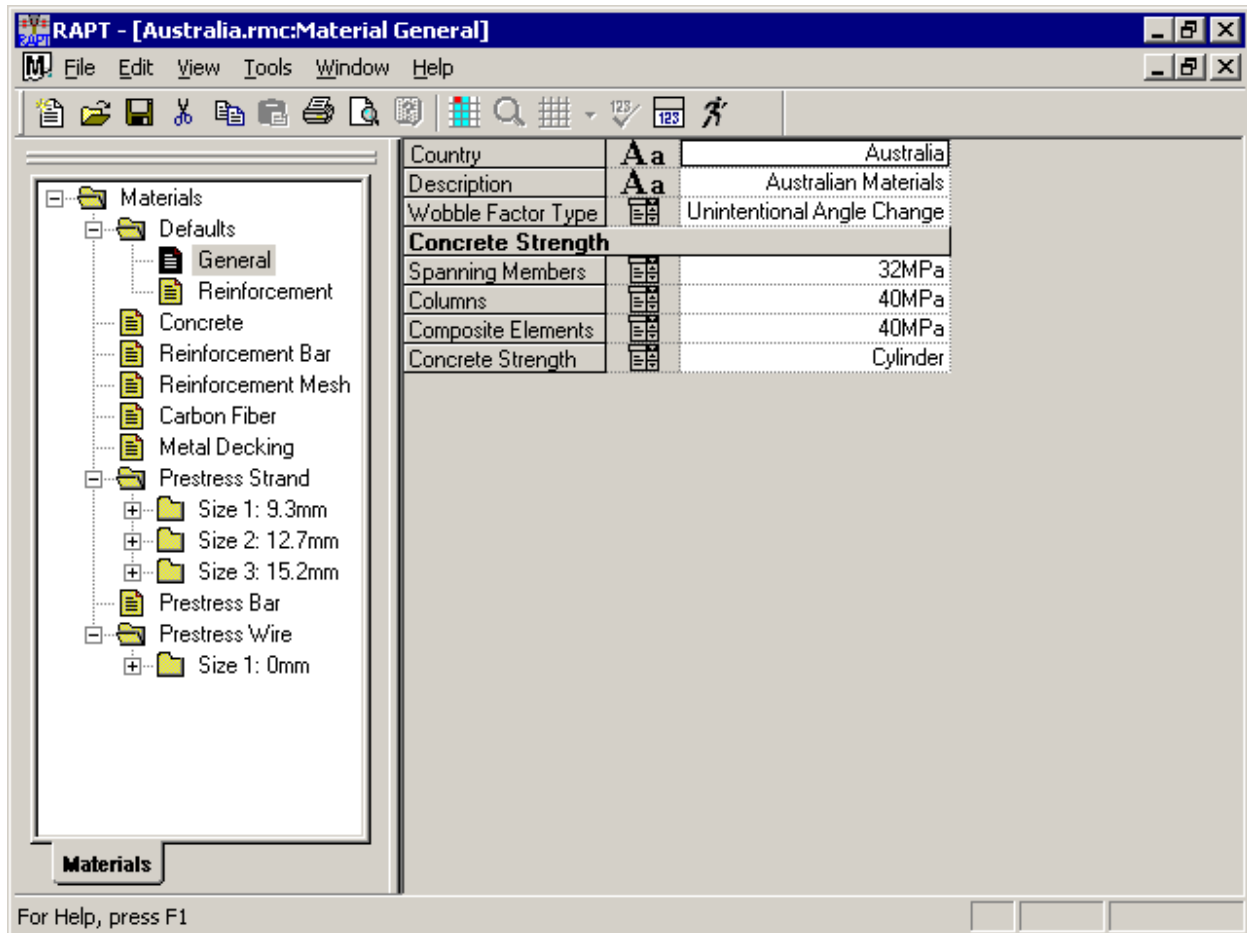 RAPT - [Australia.rmc:Material General]
File Edit View Tools Window Help
Materials
Defaults
General
Reinforcement
Concrete
Reinforcement Bar
Reinforcement Mesh
Carbon Fiber
Metal Decking
Prestress Strand
Size 1: 9.3mm
Size 2: 12.7mm
Size 3: 15.2mm
Prestress Bar
Prestress Wire
Size 1: 0mm
Materials
Country Aa Australia
Description Aa Australian Materials
Wobble Factor Type Unintentional Angle Change
Concrete Strength
Spanning Members 32MPa
Columns 40MPa
Composite Elements 40MPa
Concrete Strength Cylinder
For Help, press F1